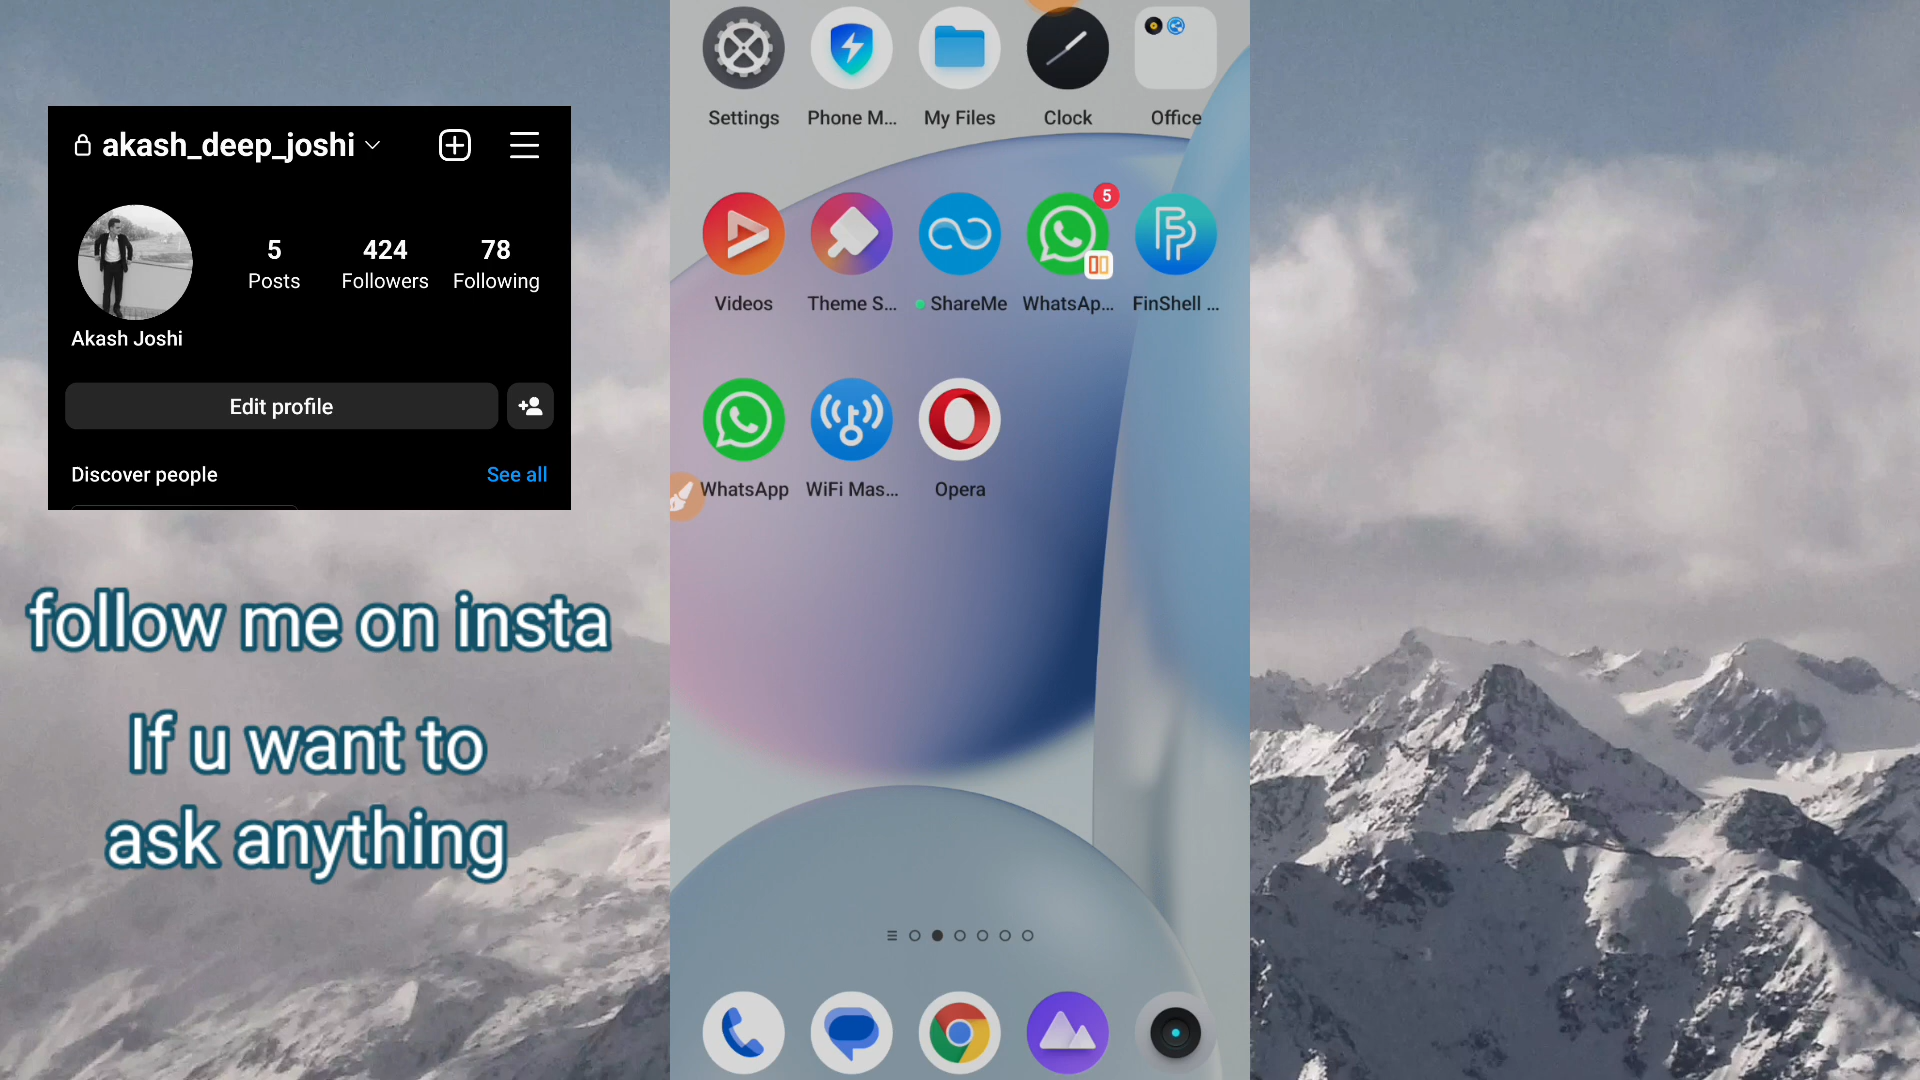 akash_deep_joshi
5 424 78
Posts Followers Following
Akash Joshi
Edit profile
Discover people See all
follow me on insta
If u want to
ask anything
Settings Phone M... My Files Clock Office
5
Videos Theme S... ShareMe WhatsAp... FinShell ...
WhatsApp WiFi Mas... Opera